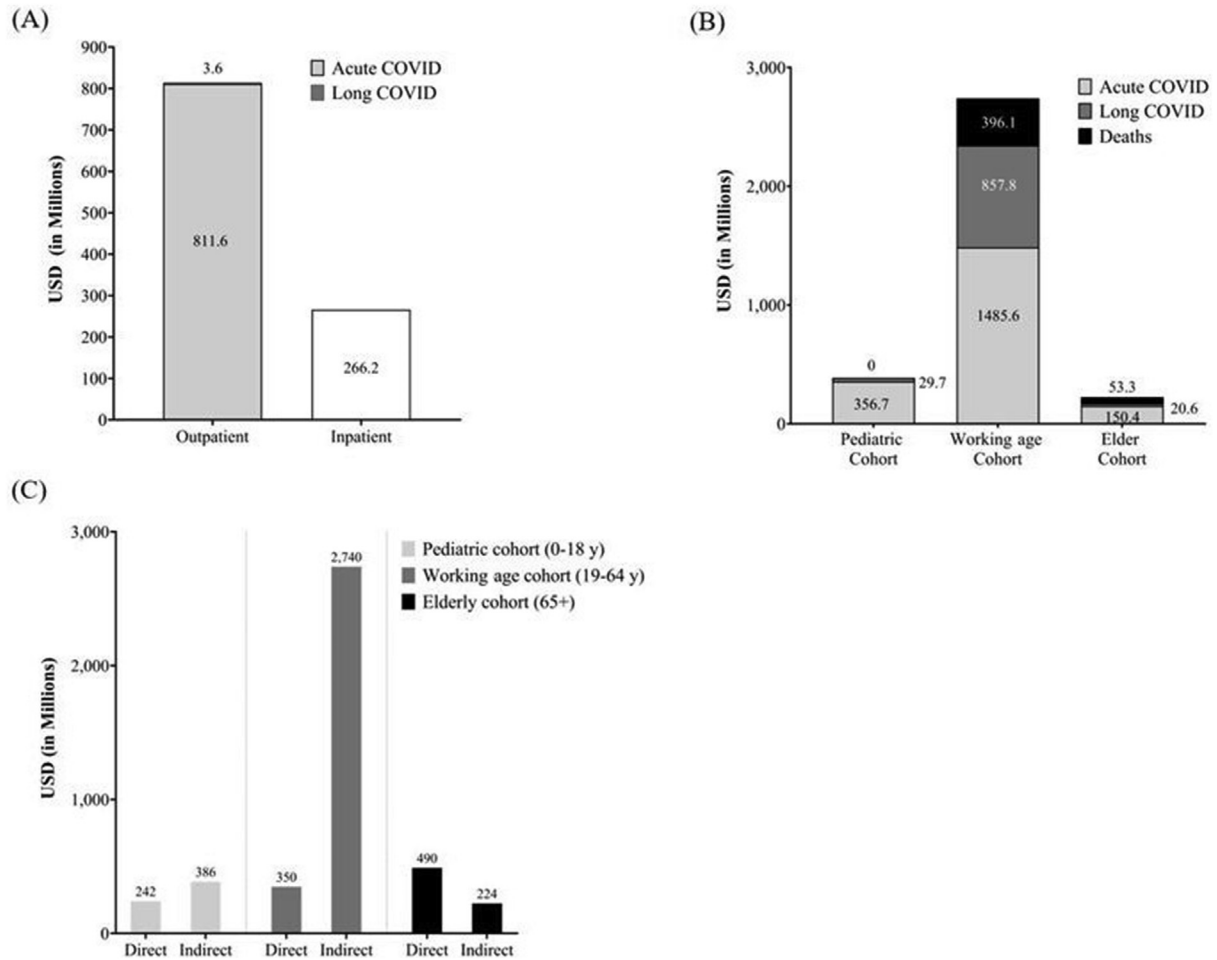 (A)
900
800
700
600
500
400
300
200
100
0
USD (in Millions)
3.6
811.6
266.2
Outpatient
Inpatient
Acute COVID
Long COVID
(B)
3,000
2,000
1,000
0
USD (in Millions)
Acute COVID
Long COVID
Deaths
0
29.7
356.7
396.1
857.8
1485.6
53.3
20.6
150.4
Pediatric
Cohort
Working age
Cohort
Elder
Cohort
(C)
3,000
2,000
1,000
0
USD (in Millions)
Pediatric cohort (0-18 y)
Working age cohort (19-64 y)
Elderly cohort (65+)
242
386
350
2,740
490
224
Direct Indirect
Direct Indirect
Direct Indirect